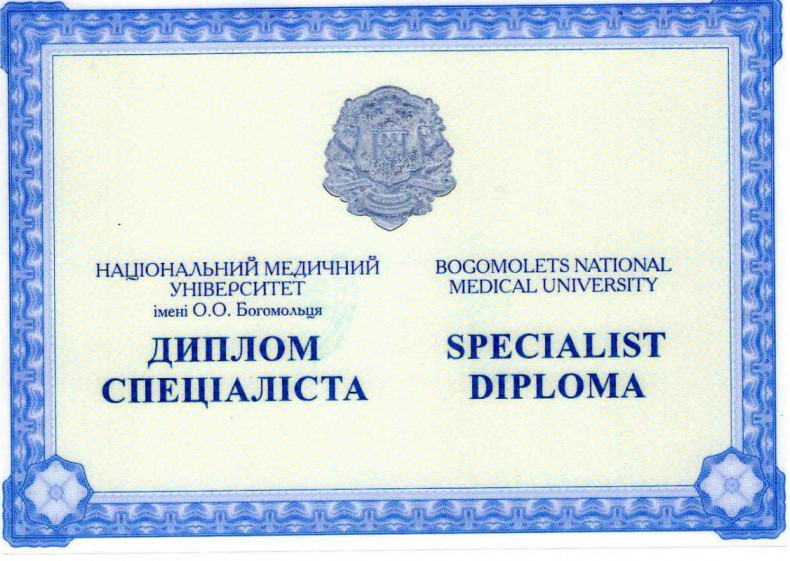 НАЦІОНАЛЬНИЙ МЕДИЧНИЙ
УНІВЕРСИТЕТ
імені О.О. Богомольця
ДИПЛОМ
СПЕЦІАЛІСТА
BOGOMOLETS NATIONAL
MEDICAL UNIVERSITY
SPECIALIST
DIPLOMA